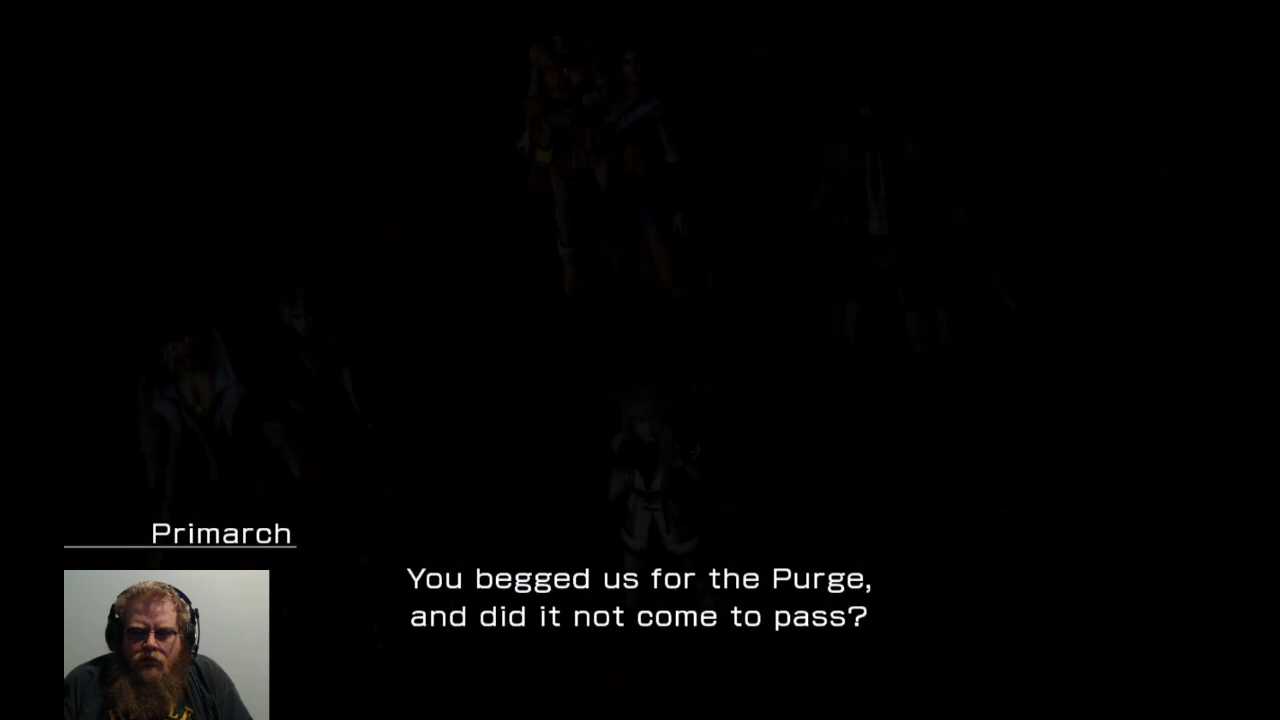 Primarch
You begged us for the Purge,
and did it not come to pass?